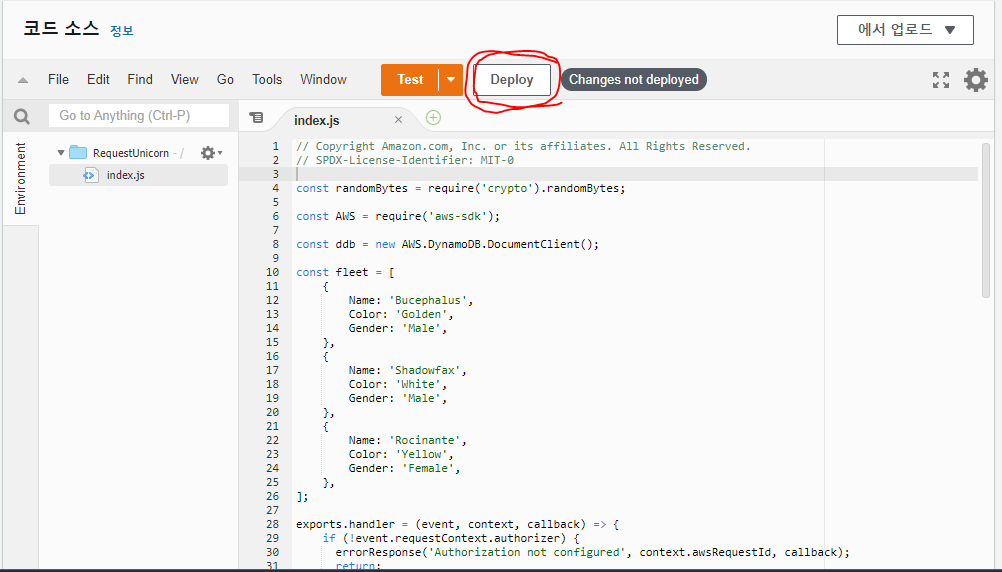 코드 소스 정보
에서 업로드 ▼
File Edit Find View Go Tools Window Test Deploy Changes not deployed
Go to Anything (Ctrl-P)
index.js
Environment
RequestUnicorn - /
index.js
1 // Copyright Amazon.com, Inc. or its affiliates. All Rights Reserved.
2 // SPDX-License-Identifier: MIT-0
3
4 const randomBytes = require('crypto').randomBytes;
5
6 const AWS = require('aws-sdk');
7
8 const ddb = new AWS.DynamoDB.DocumentClient();
9
10 const fleet = [
11 {
12 Name: 'Bucephalus',
13 Color: 'Golden',
14 Gender: 'Male',
15 },
16 {
17 Name: 'Shadowfax',
18 Color: 'White',
19 Gender: 'Male',
20 },
21 {
22 Name: 'Rocinante',
23 Color: 'Yellow',
24 Gender: 'Female',
25 },
26 ];
27
28 exports.handler = (event, context, callback) => {
29 if (!event.requestContext.authorizer) {
30 errorResponse('Authorization not configured', context.awsRequestId, callback);
31 return;